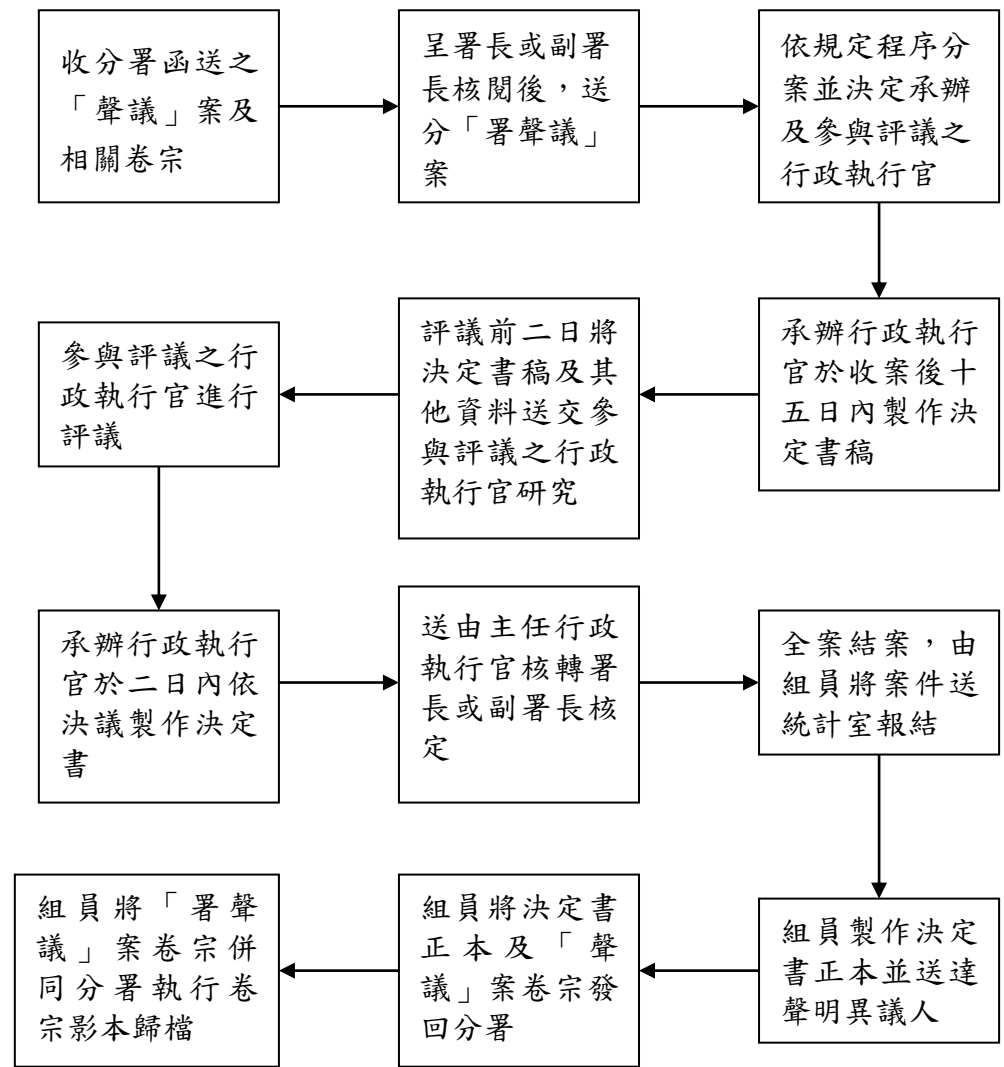 收分署函送之
「聲議」案及
相關卷宗
呈署長或副署
長核閱後，送
分「署聲議」
案
依規定程序分
案並決定承辦
及參與評議之
行政執行官
承辦行政執行
官於收案後十
五日內製作決
定書稿
評議前二日將
決定書稿及其
他資料送交參
與評議之行政
執行官研究
參與評議之行
政執行官進行
評議
承辦行政執行
官於二日內依
決議製作決定
書
送由主任行政
執行官核轉署
長或副署長核
定
全案結案，由
組員將案件送
統計室報結
組員製作決定
書正本並送達
聲明異議人
組員將決定書
正本及「聲
議」案卷宗發
回分署
組員將「署聲
議」案卷宗併
同分署執行卷
宗影本歸檔